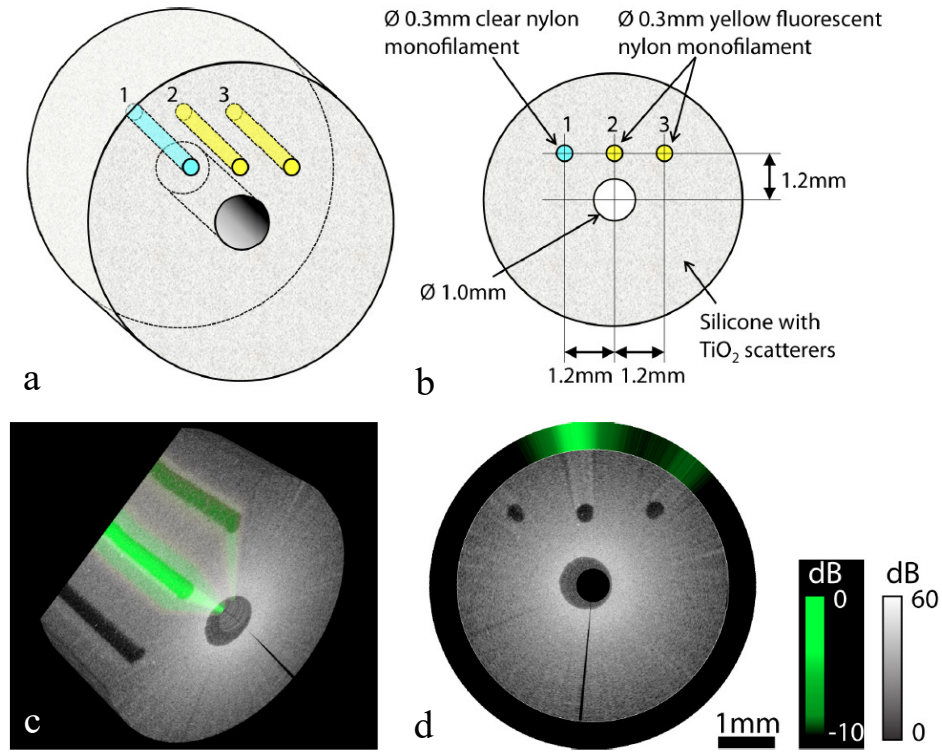 a
1
2
3
Ø 0.3mm clear nylon
monofilament
Ø 0.3mm yellow fluorescent
nylon monofilament
1
2
3
1.2mm
Ø 1.0mm
Silicone with
TiO₂ scatterers
1.2mm 1.2mm
b
c
d
1mm
dB
0
-10
dB
60
0